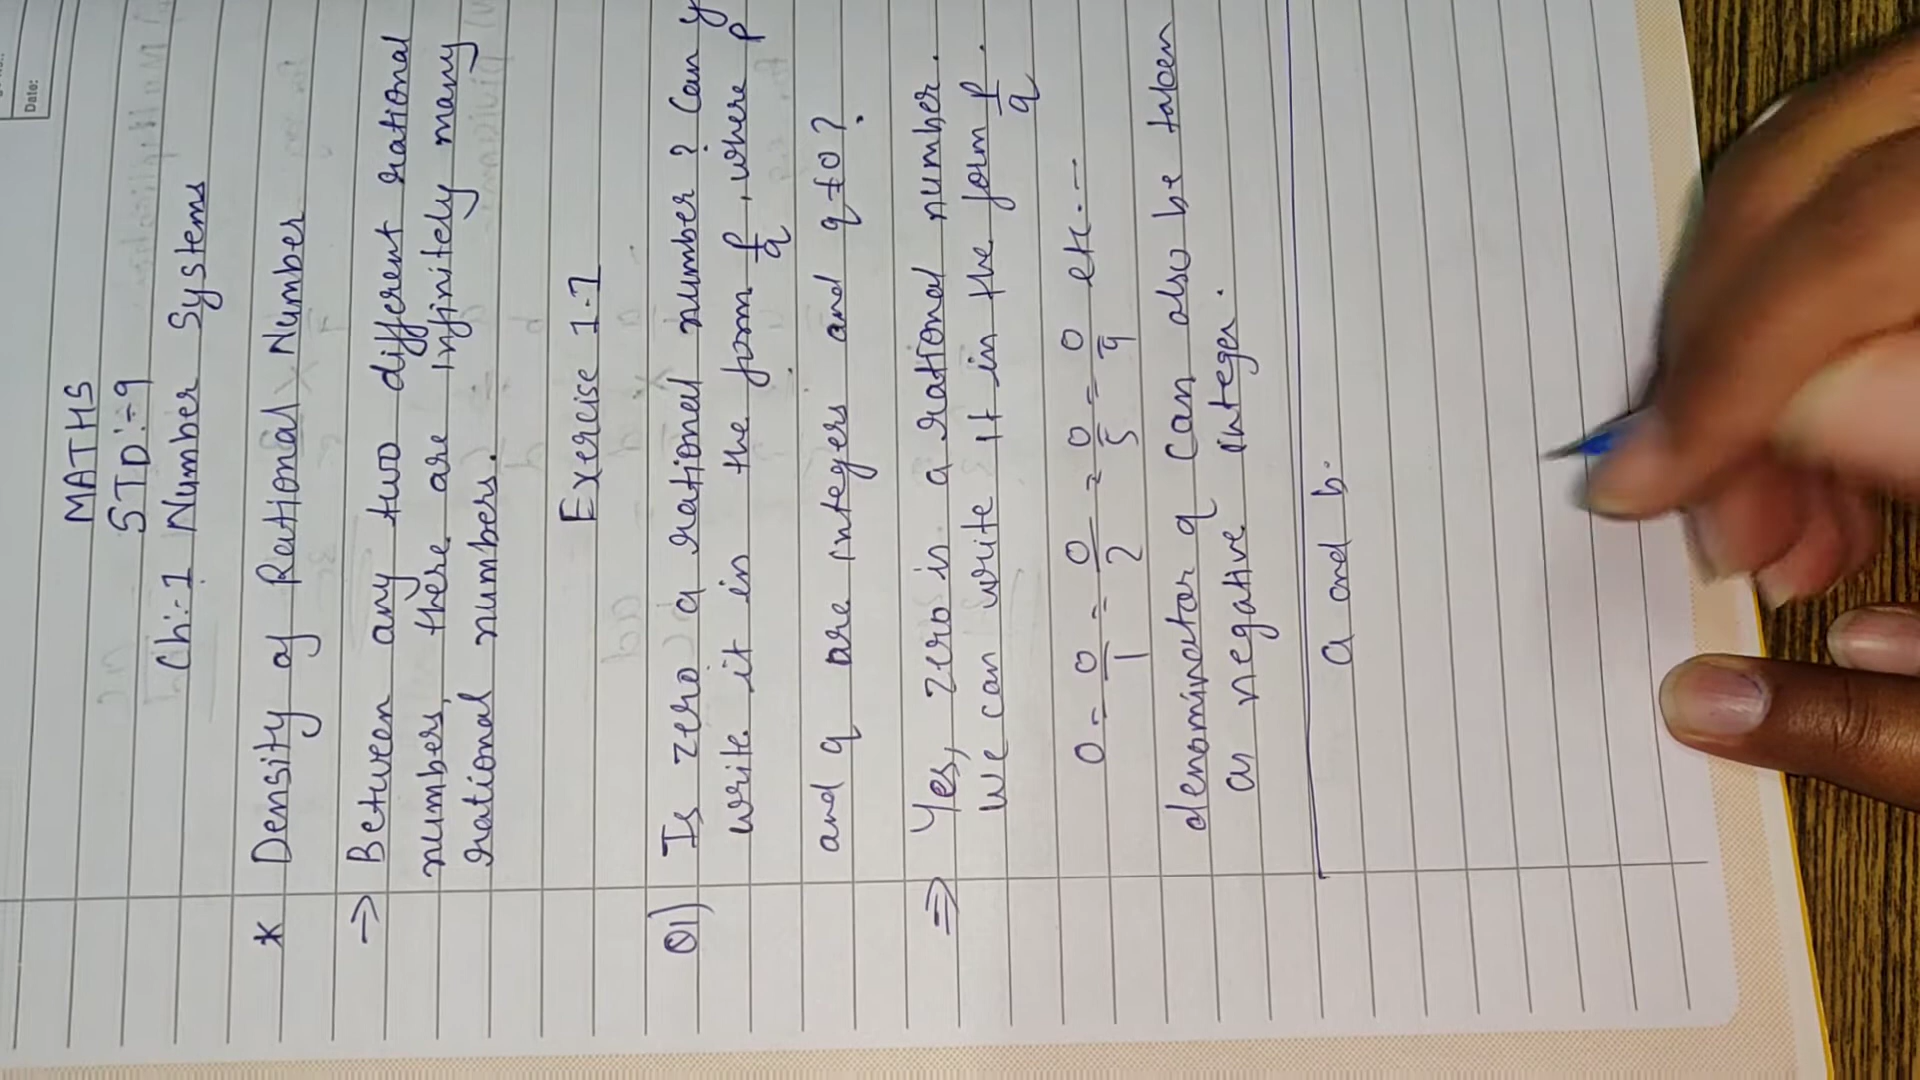 Date:
MATHS
STD:-9
Ch:-1 Number Systems
* Density of Rational Number
→ Between any two different rational
numbers, there are infinitely many
rational numbers.
Exercise 1.1
Q1) Is zero a rational number? Can y
write it in the form p/q, where p
and q are integers and q≠0?
⇒ Yes, zero is a rational number.
We can write it in the form p/q.
0 = 0/1 = 0/2 = 0/5 = 0/9 etc...
denominator q can also be taken
as negative integer.
a and b.